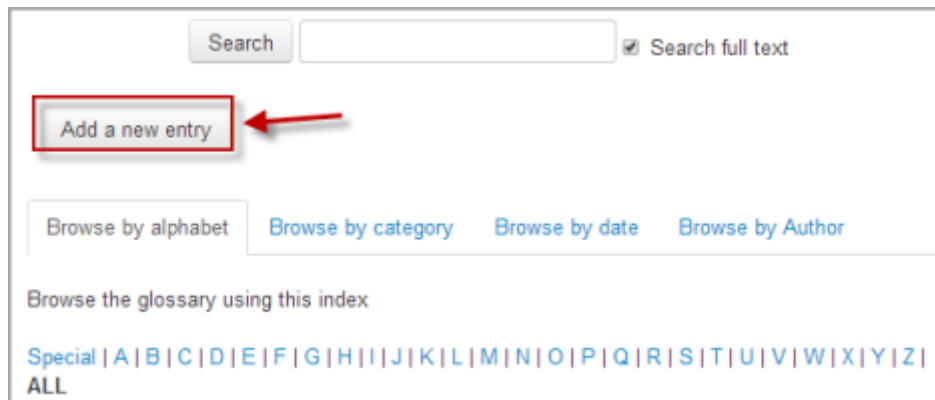 Search Search full text
Add a new entry
Browse by alphabet Browse by category Browse by date Browse by Author
Browse the glossary using this index
Special | A | B | C | D | E | F | G | H | I | J | K | L | M | N | O | P | Q | R | S | T | U | V | W | X | Y | Z |
ALL